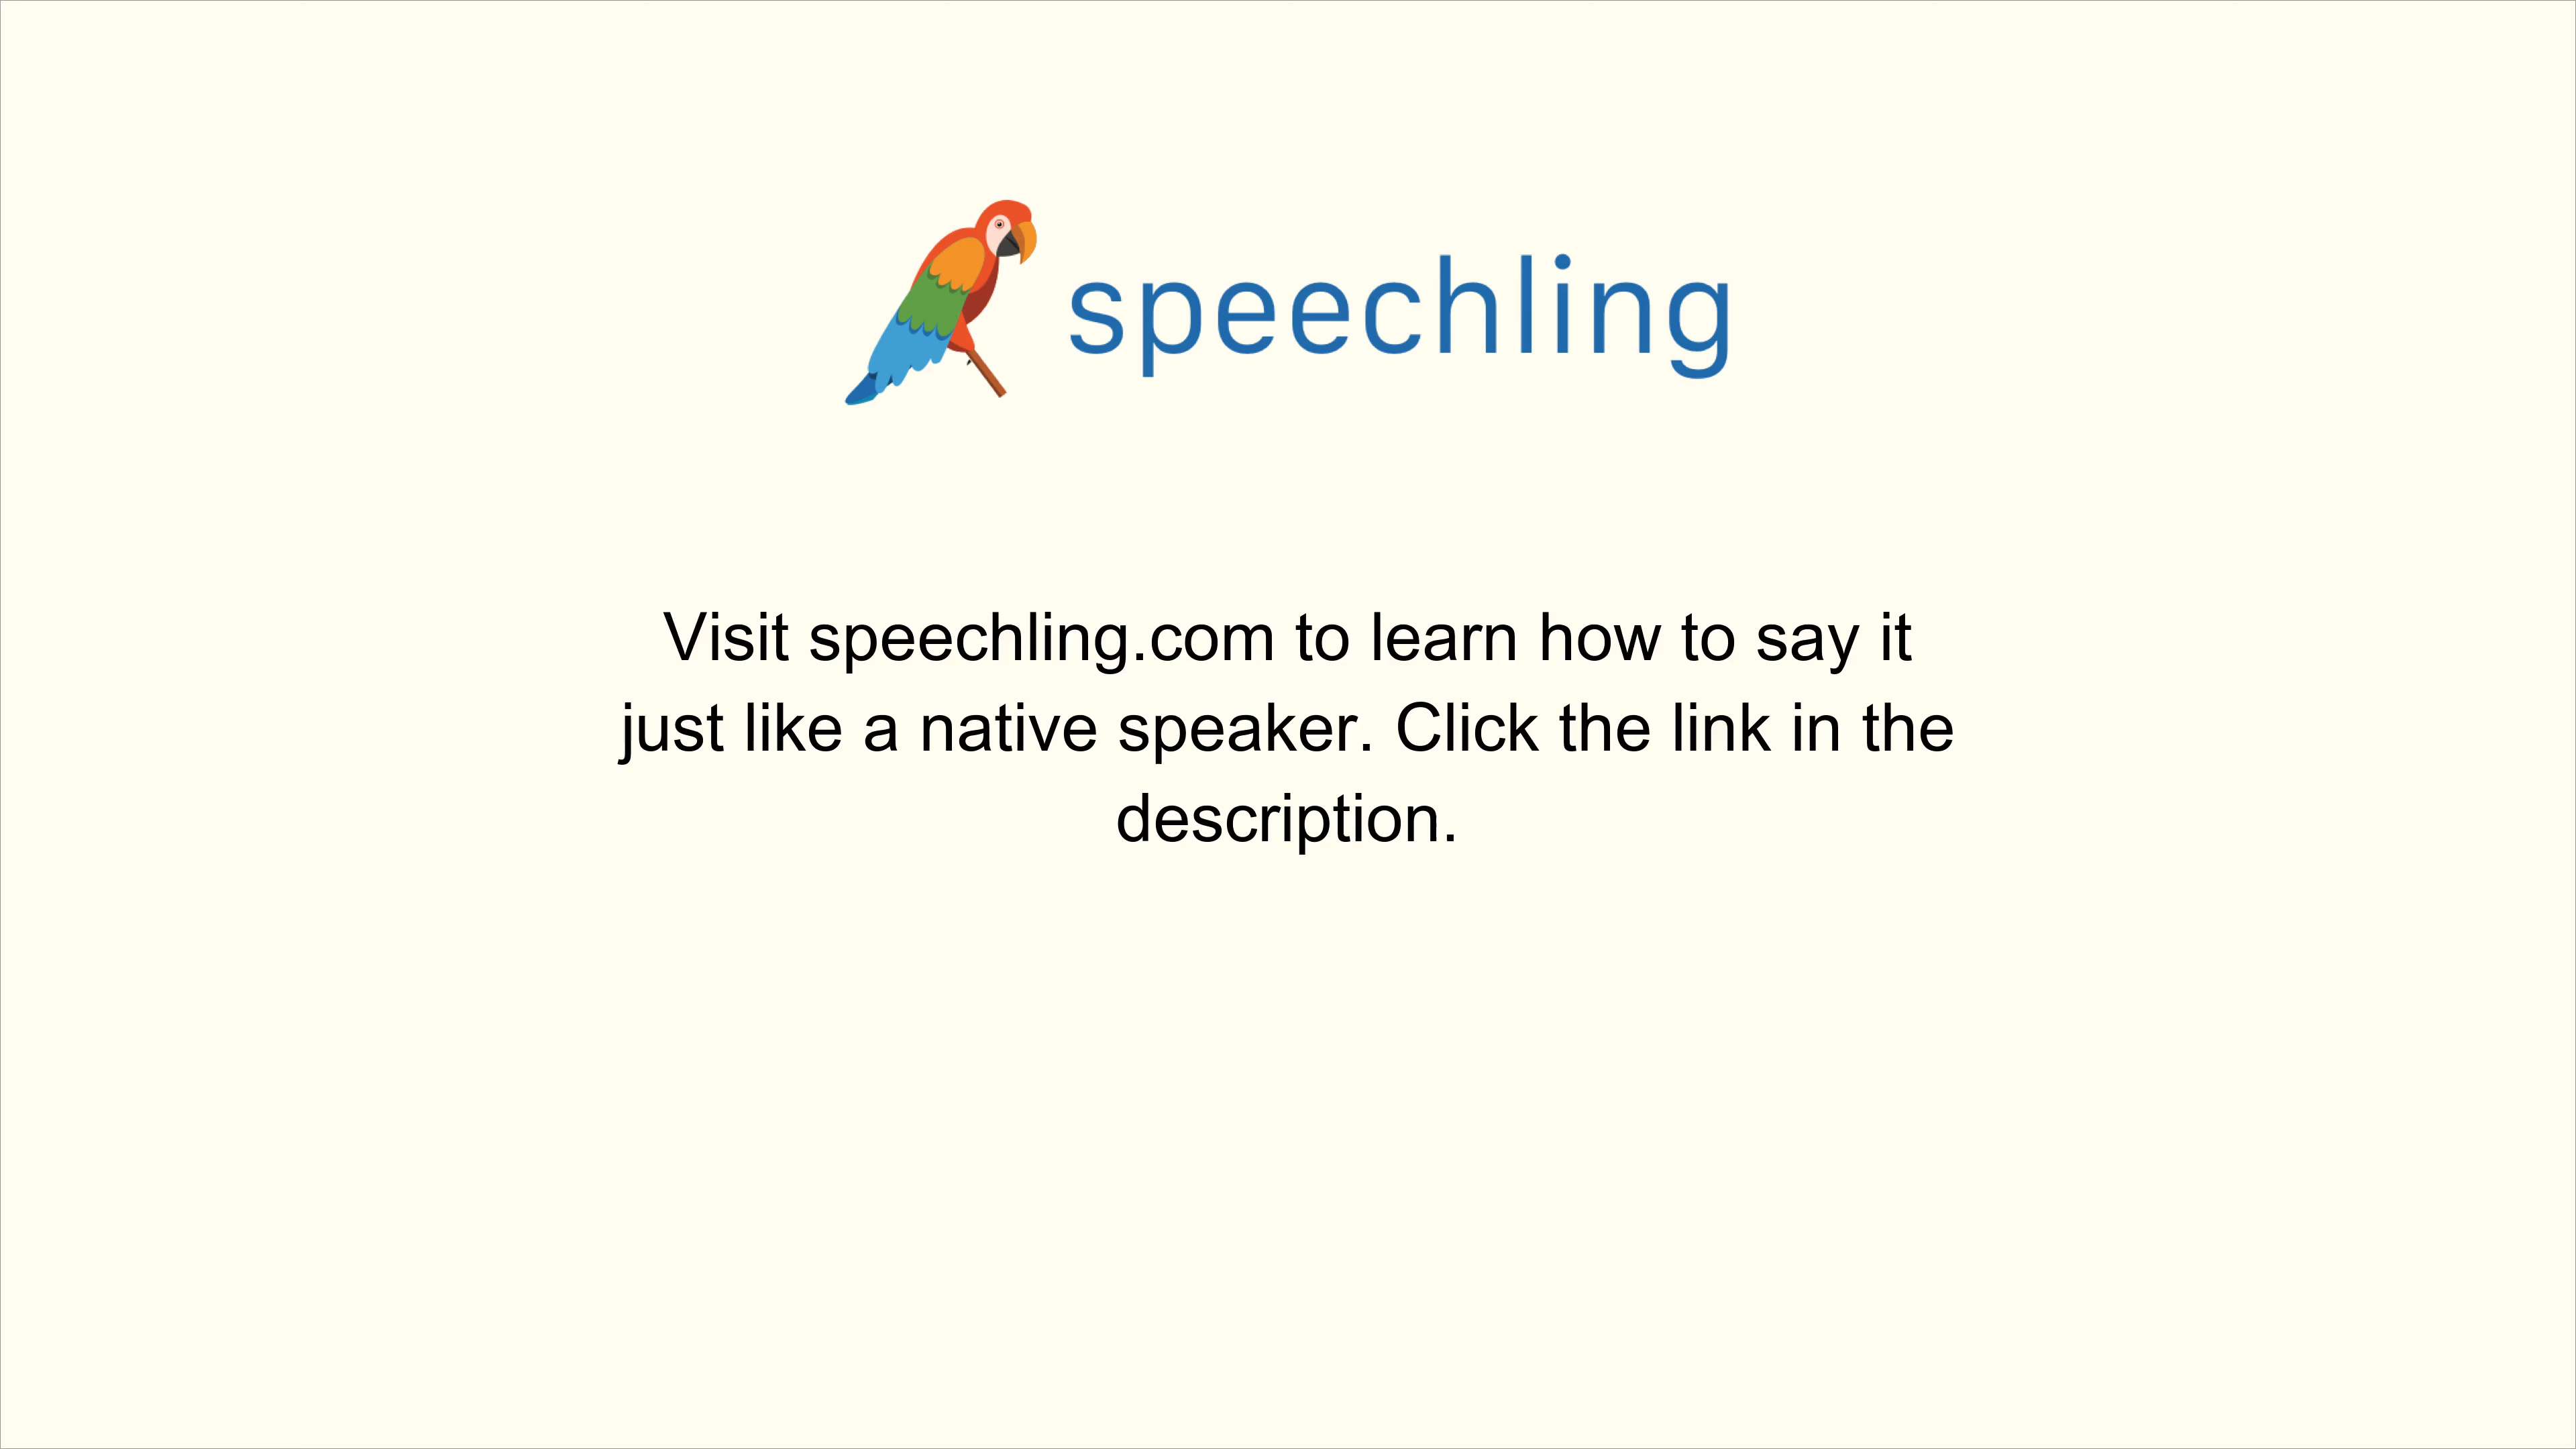 speechling
Visit speechling.com to learn how to say it
just like a native speaker. Click the link in the
description.